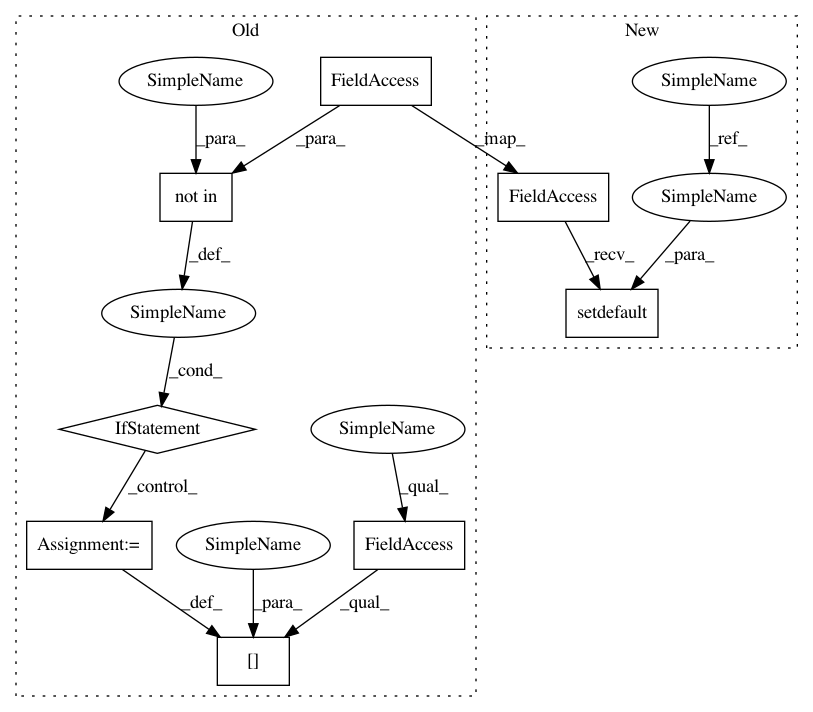 Old
New
SimpleName
FieldAccess
SimpleName
_para_
_para_
_map_
_ref_
not in
FieldAccess
SimpleName
_def_
_recv_
_para_
SimpleName
setdefault
_cond_
IfStatement
SimpleName
_control_
_qual_
Assignment:=
SimpleName
FieldAccess
_def_
_para_
_qual_
[]